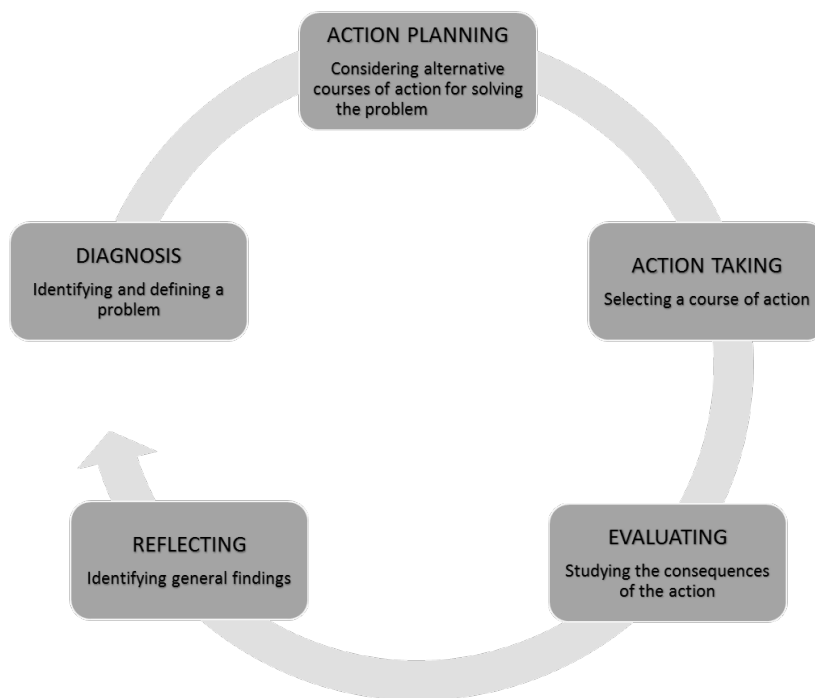 ACTION PLANNING
Considering alternative
courses of action for solving
the problem
DIAGNOSIS
Identifying and defining a
problem
ACTION TAKING
Selecting a course of action
REFLECTING
Identifying general findings
EVALUATING
Studying the consequences
of the action